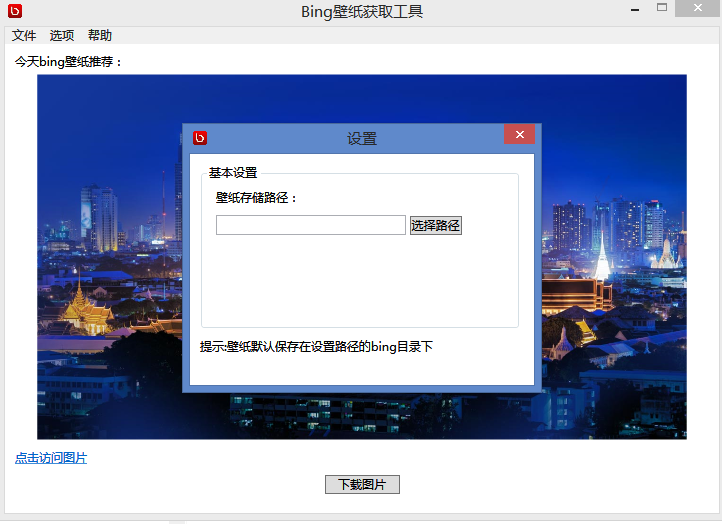 Bing壁纸获取工具
文件 选项 帮助
今天bing壁纸推荐：
设置
基本设置
壁纸存储路径：
选择路径
提示:壁纸默认保存在设置路径的bing目录下
点击访问图片
下载图片